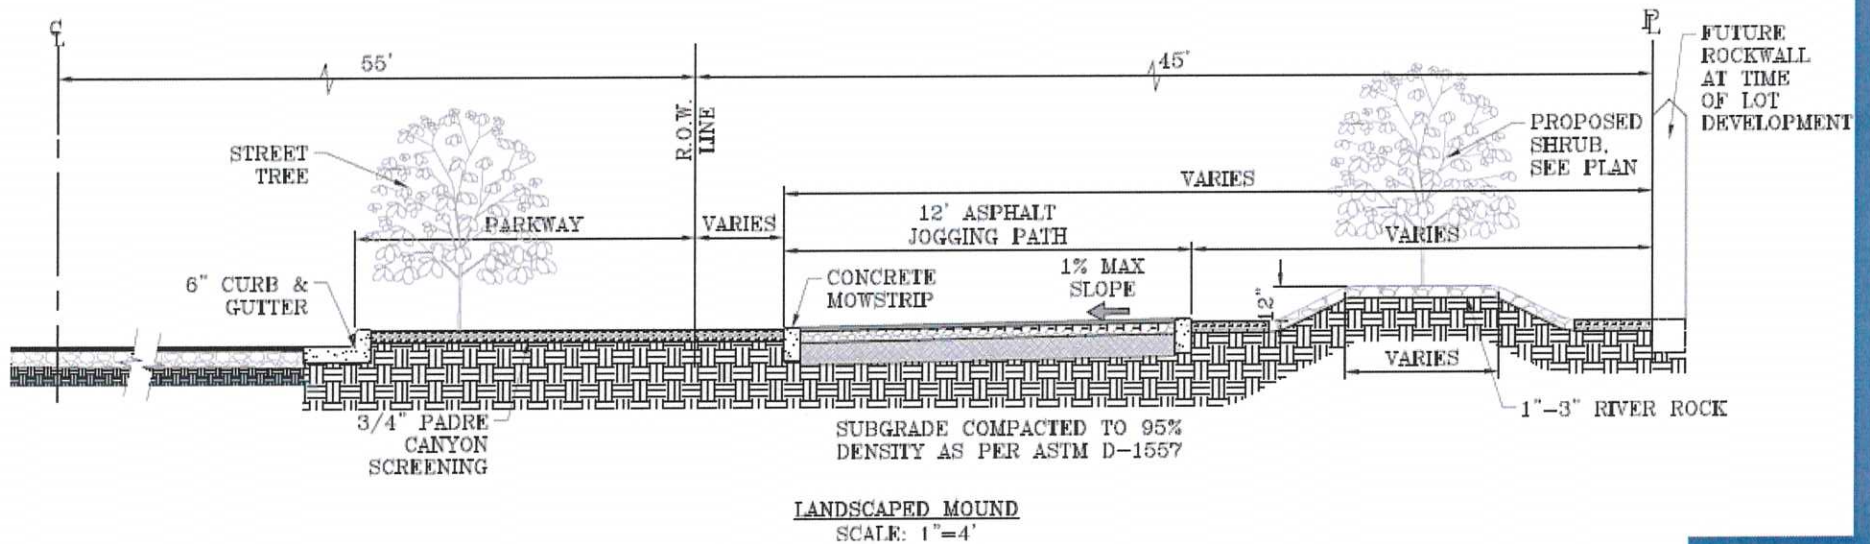 CL
PL
55'
45'
FUTURE
ROCKWALL
AT TIME
OF LOT
DEVELOPMENT
R.O.W.
LINE
STREET
TREE
PROPOSED
SHRUB,
SEE PLAN
VARIES
PARKWAY
VARIES
12' ASPHALT
JOGGING PATH
VARIES
6" CURB &
GUTTER
CONCRETE
MOWSTRIP
1% MAX
SLOPE
12"
VARIES
3/4" PADRE
CANYON
SCREENING
SUBGRADE COMPACTED TO 95%
DENSITY AS PER ASTM D-1557
1"-3" RIVER ROCK
LANDSCAPED MOUND
SCALE: 1"=4'